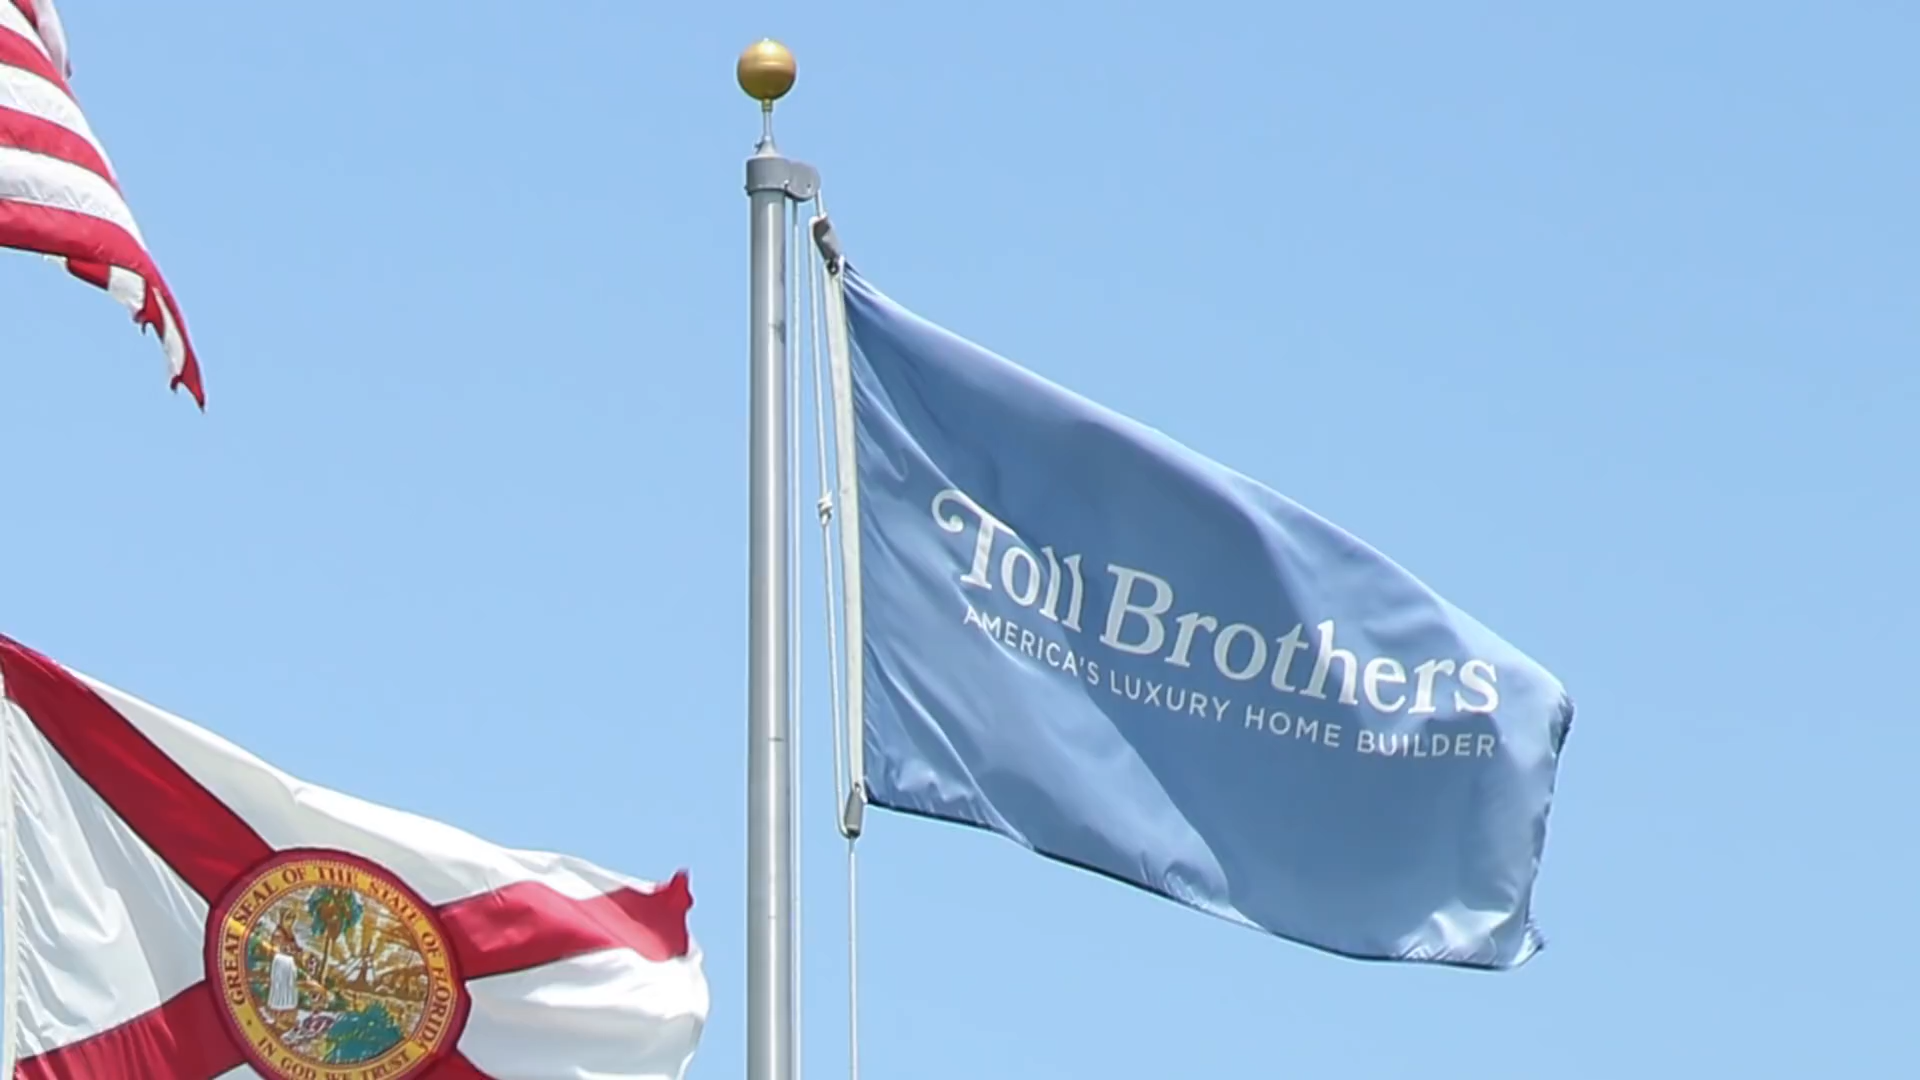 Toll Brothers
AMERICA'S LUXURY HOME BUILDER
GREAT SEAL OF THE STATE OF FLORIDA
IN GOD WE TRUST